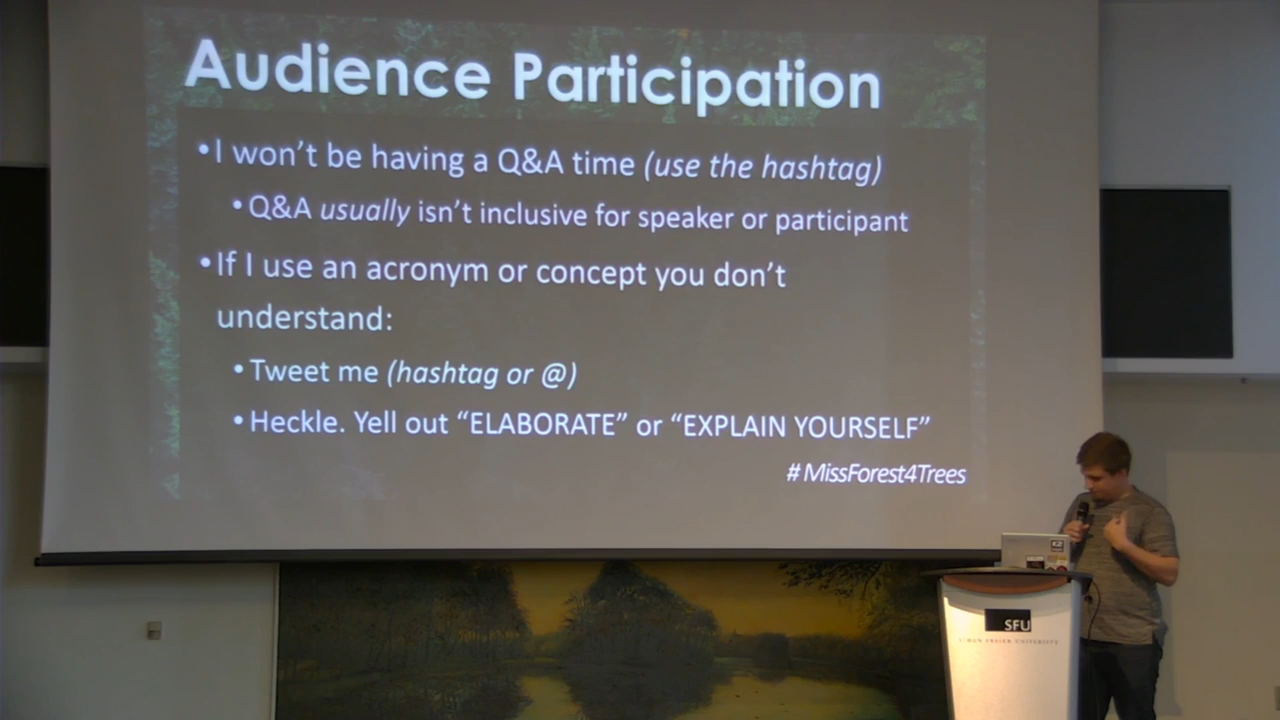 Audience Participation
•I won't be having a Q&A time (use the hashtag)
•Q&A usually isn't inclusive for speaker or participant
•If I use an acronym or concept you don't
understand:
•Tweet me (hashtag or @)
•Heckle. Yell out “ELABORATE” or “EXPLAIN YOURSELF”
#MissForest4Trees
SFU
SIMON FRASER UNIVERSITY